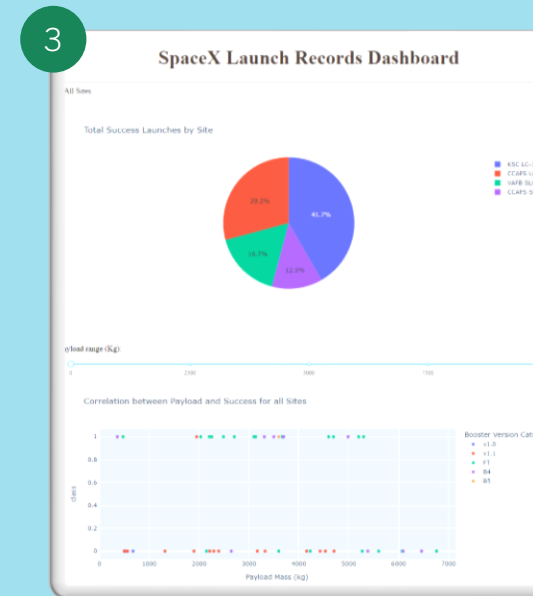 3
SpaceX Launch Records Dashboard
All Sites
Total Success Launches by Site
KSC LC-
CCAFS L
VAFB SL
CCAFS S
29.2%
41.7%
16.7%
12.5%
yload range (Kg):
0 2500 5000 7500
Correlation between Payload and Success for all Sites
Booster Version Cat
v1.0
v1.1
FT
B4
B5
1
0.8
0.6
0.4
0.2
0
class
0 1000 2000 3000 4000 5000 6000 7000
Payload Mass (kg)